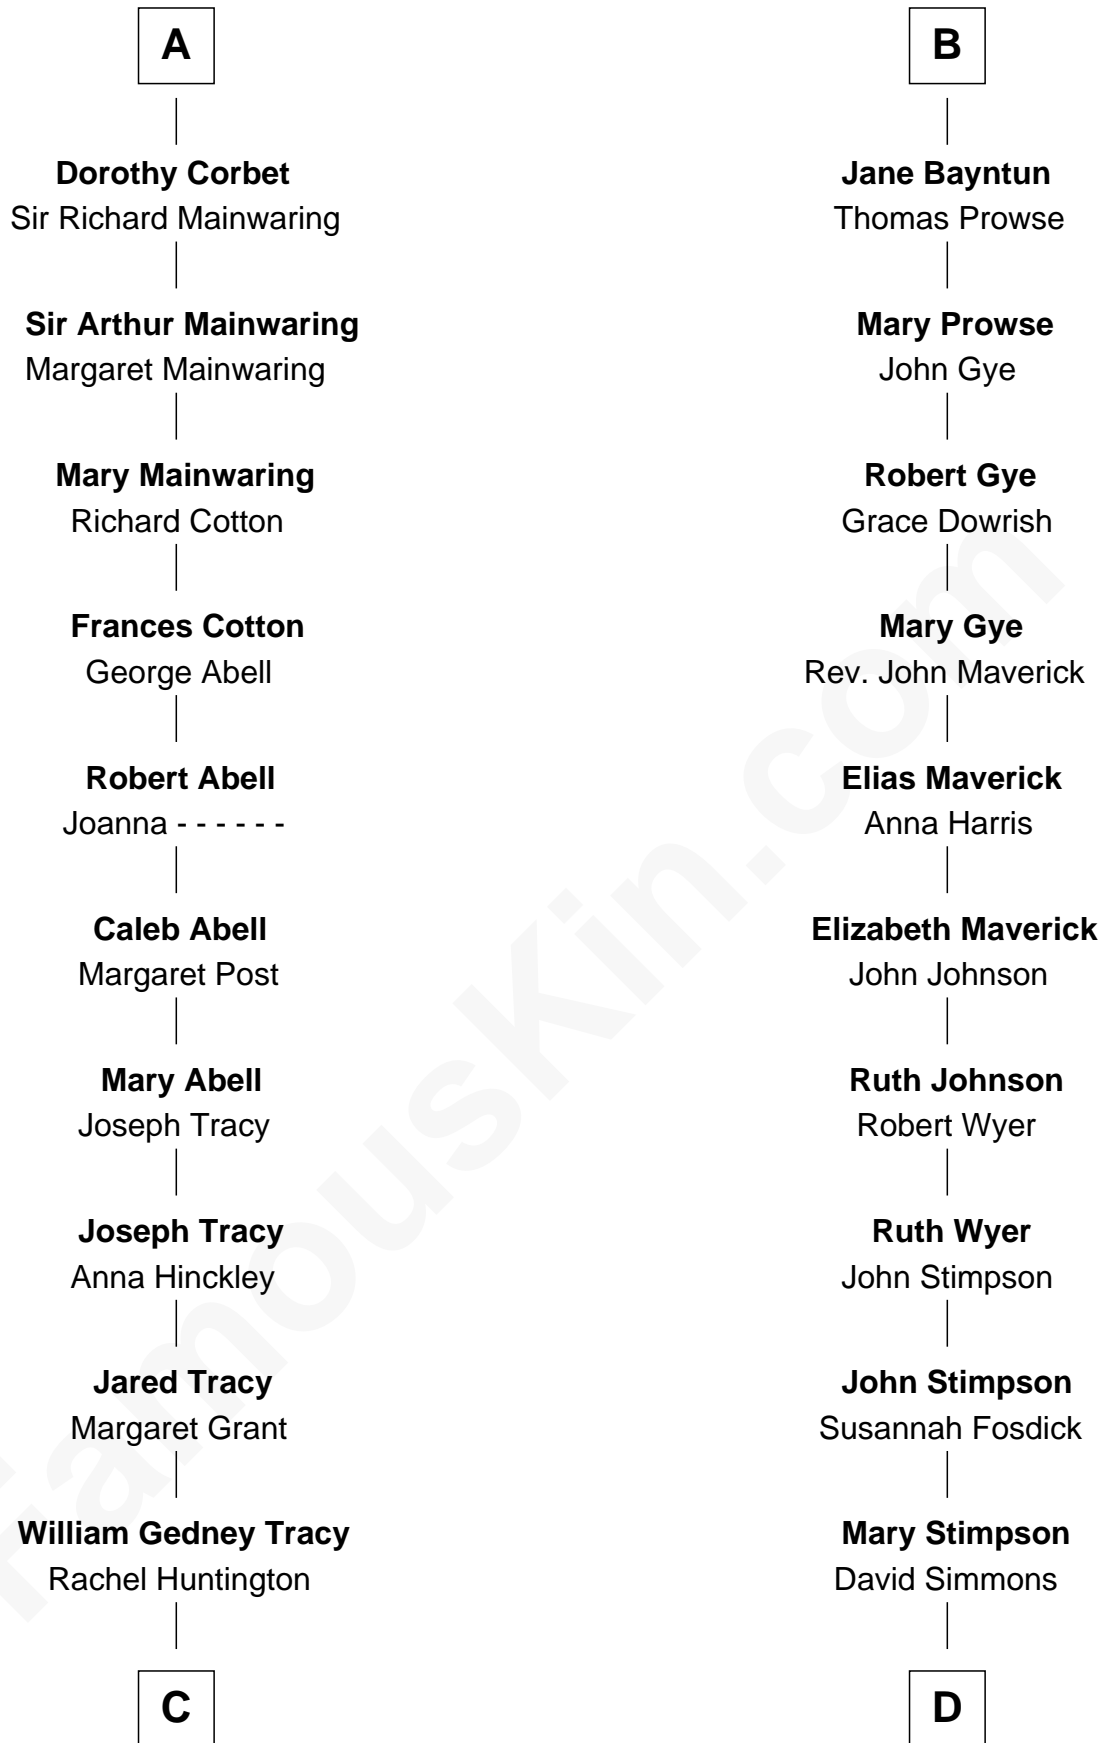 A
Dorothy Corbet
Sir Richard Mainwaring
Sir Arthur Mainwaring
Margaret Mainwaring
Mary Mainwaring
Richard Cotton
Frances Cotton
George Abell
Robert Abell
Joanna - - - - - -
Caleb Abell
Margaret Post
Mary Abell
Joseph Tracy
Joseph Tracy
Anna Hinckley
Jared Tracy
Margaret Grant
William Gedney Tracy
Rachel Huntington
C
B
Jane Bayntun
Thomas Prowse
Mary Prowse
John Gye
Robert Gye
Grace Dowrish
Mary Gye
Rev. John Maverick
Elias Maverick
Anna Harris
Elizabeth Maverick
John Johnson
Ruth Johnson
Robert Wyer
Ruth Wyer
John Stimpson
John Stimpson
Susannah Fosdick
Mary Stimpson
David Simmons
D
FamousKin.com